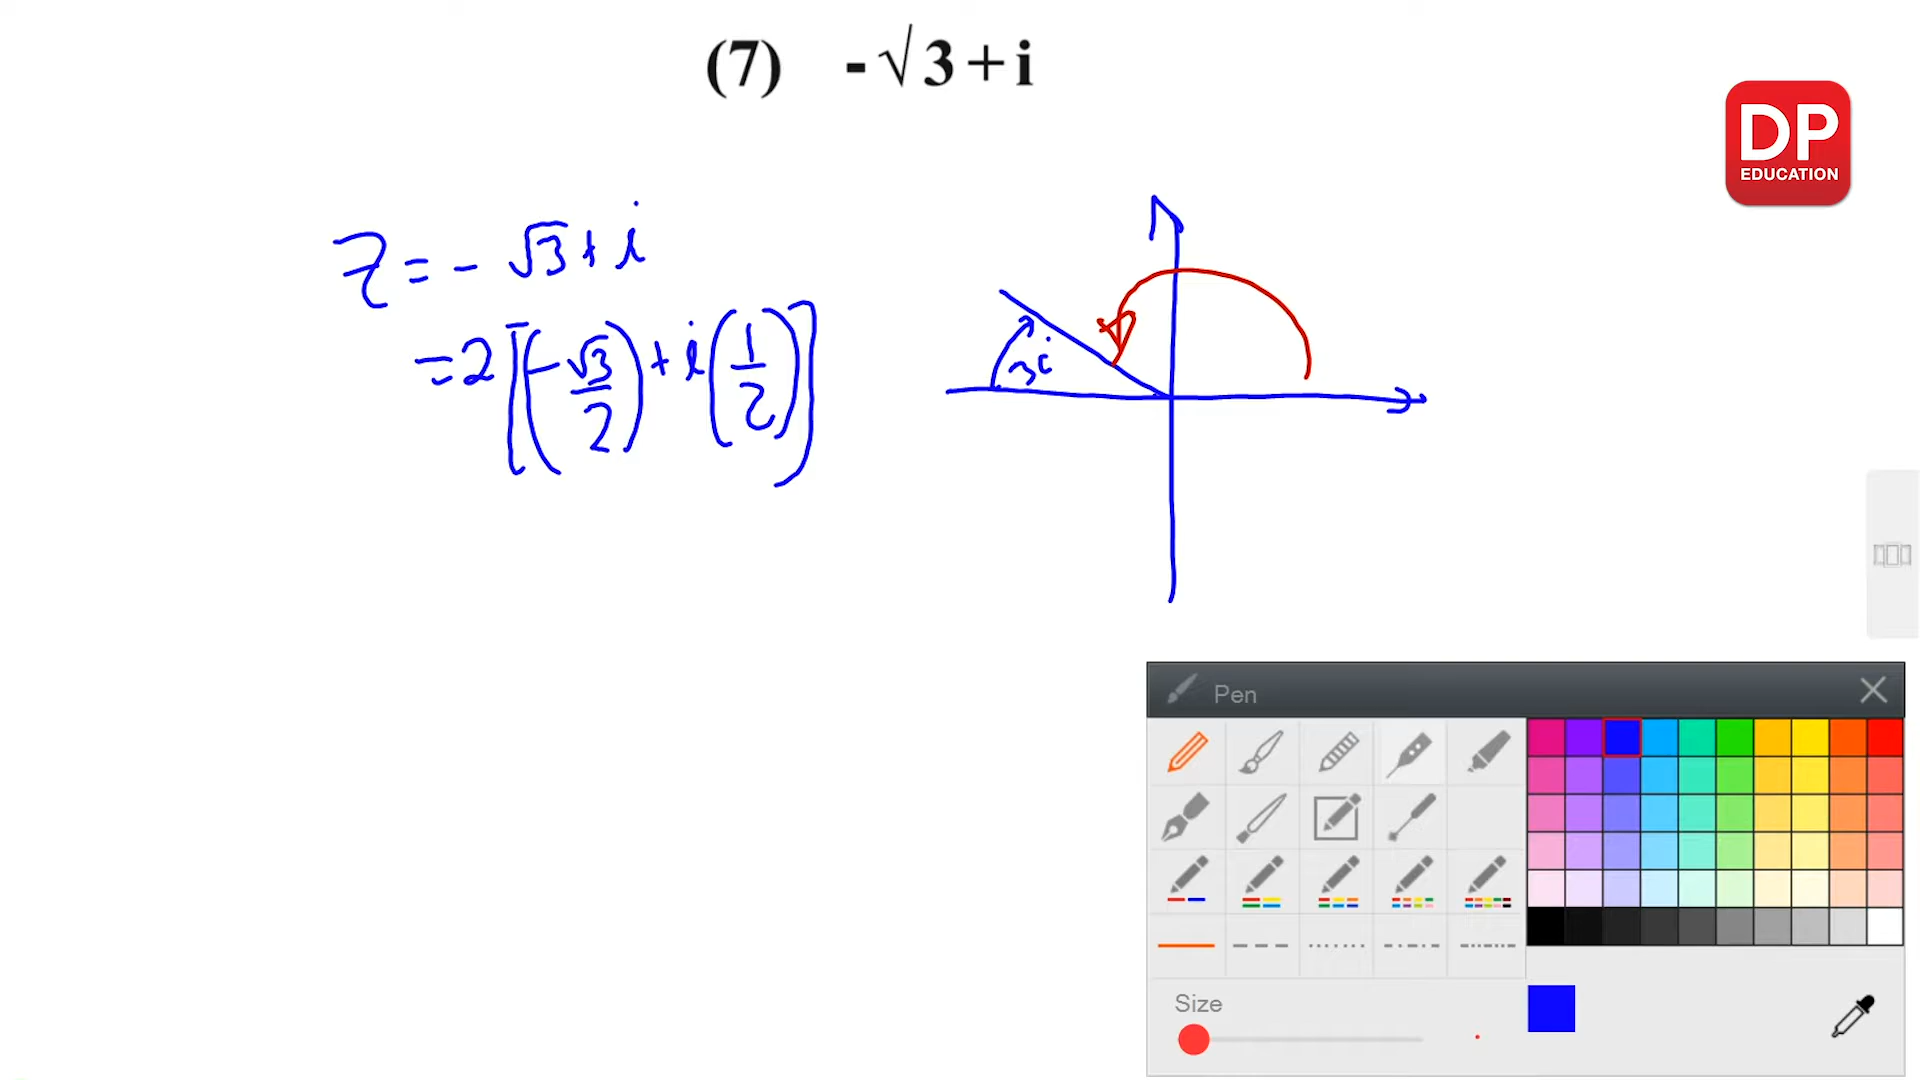 (7) -√3+i
DP
EDUCATION
z = - √3 + i
= 2 [(-√3/2) + i(1/2)]
Pen
Size